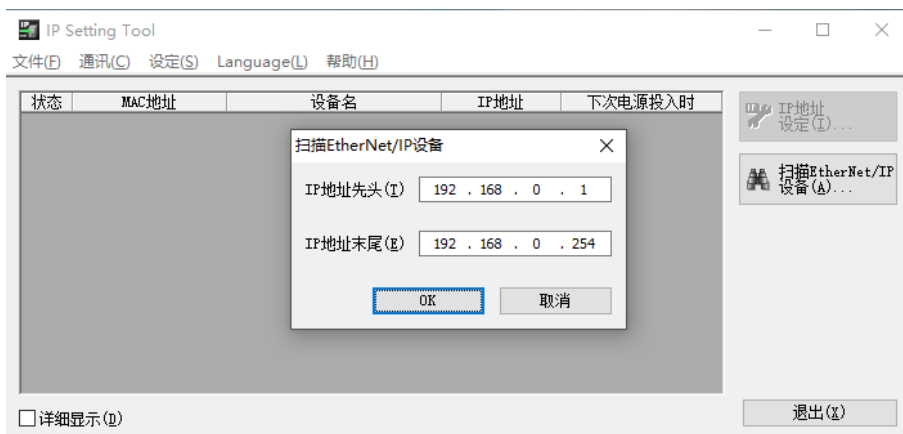 IP Setting Tool
文件(F) 通讯(C) 设定(S) Language(L) 帮助(H)
状态 MAC地址 设备名 IP地址 下次电源投入时
IP地址
设定(I)...
扫描EtherNet/IP
设备(A)...
扫描EtherNet/IP设备
IP地址先头(I) 192 . 168 . 0 . 1
IP地址末尾(E) 192 . 168 . 0 . 254
OK 取消
详细显示(D)
退出(X)